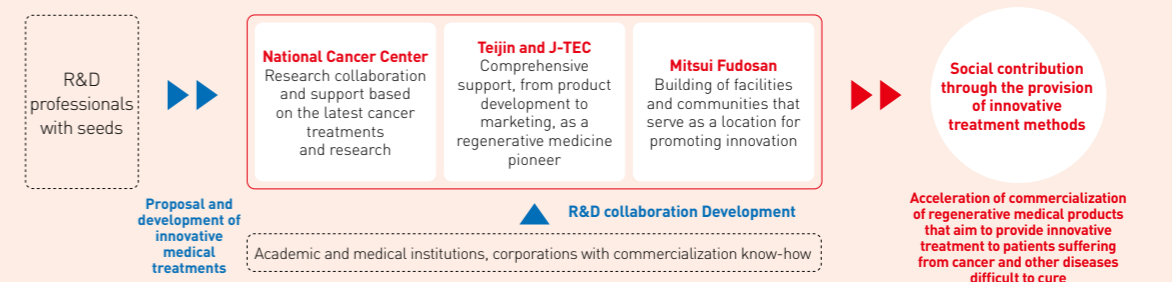 R&D
professionals
with seeds
Proposal and
development of
innovative
medical
treatments
National Cancer Center
Research collaboration
and support based
on the latest cancer
treatments
and research
Teijin and J-TEC
Comprehensive
support, from product
development to
marketing, as a
regenerative medicine
pioneer
Mitsui Fudosan
Building of facilities
and communities that
serve as a location for
promoting innovation
R&D collaboration Development
Academic and medical institutions, corporations with commercialization know-how
Social contribution
through the provision
of innovative
treatment methods
Acceleration of commercialization
of regenerative medical products
that aim to provide innovative
treatment to patients suffering
from cancer and other diseases
difficult to cure